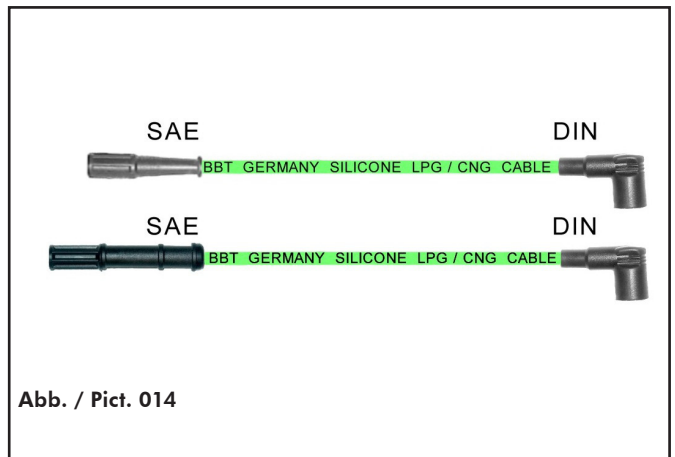 SAE DIN
BBT GERMANY SILICONE LPG / CNG CABLE
SAE DIN
BBT GERMANY SILICONE LPG / CNG CABLE
Abb. / Pict. 014